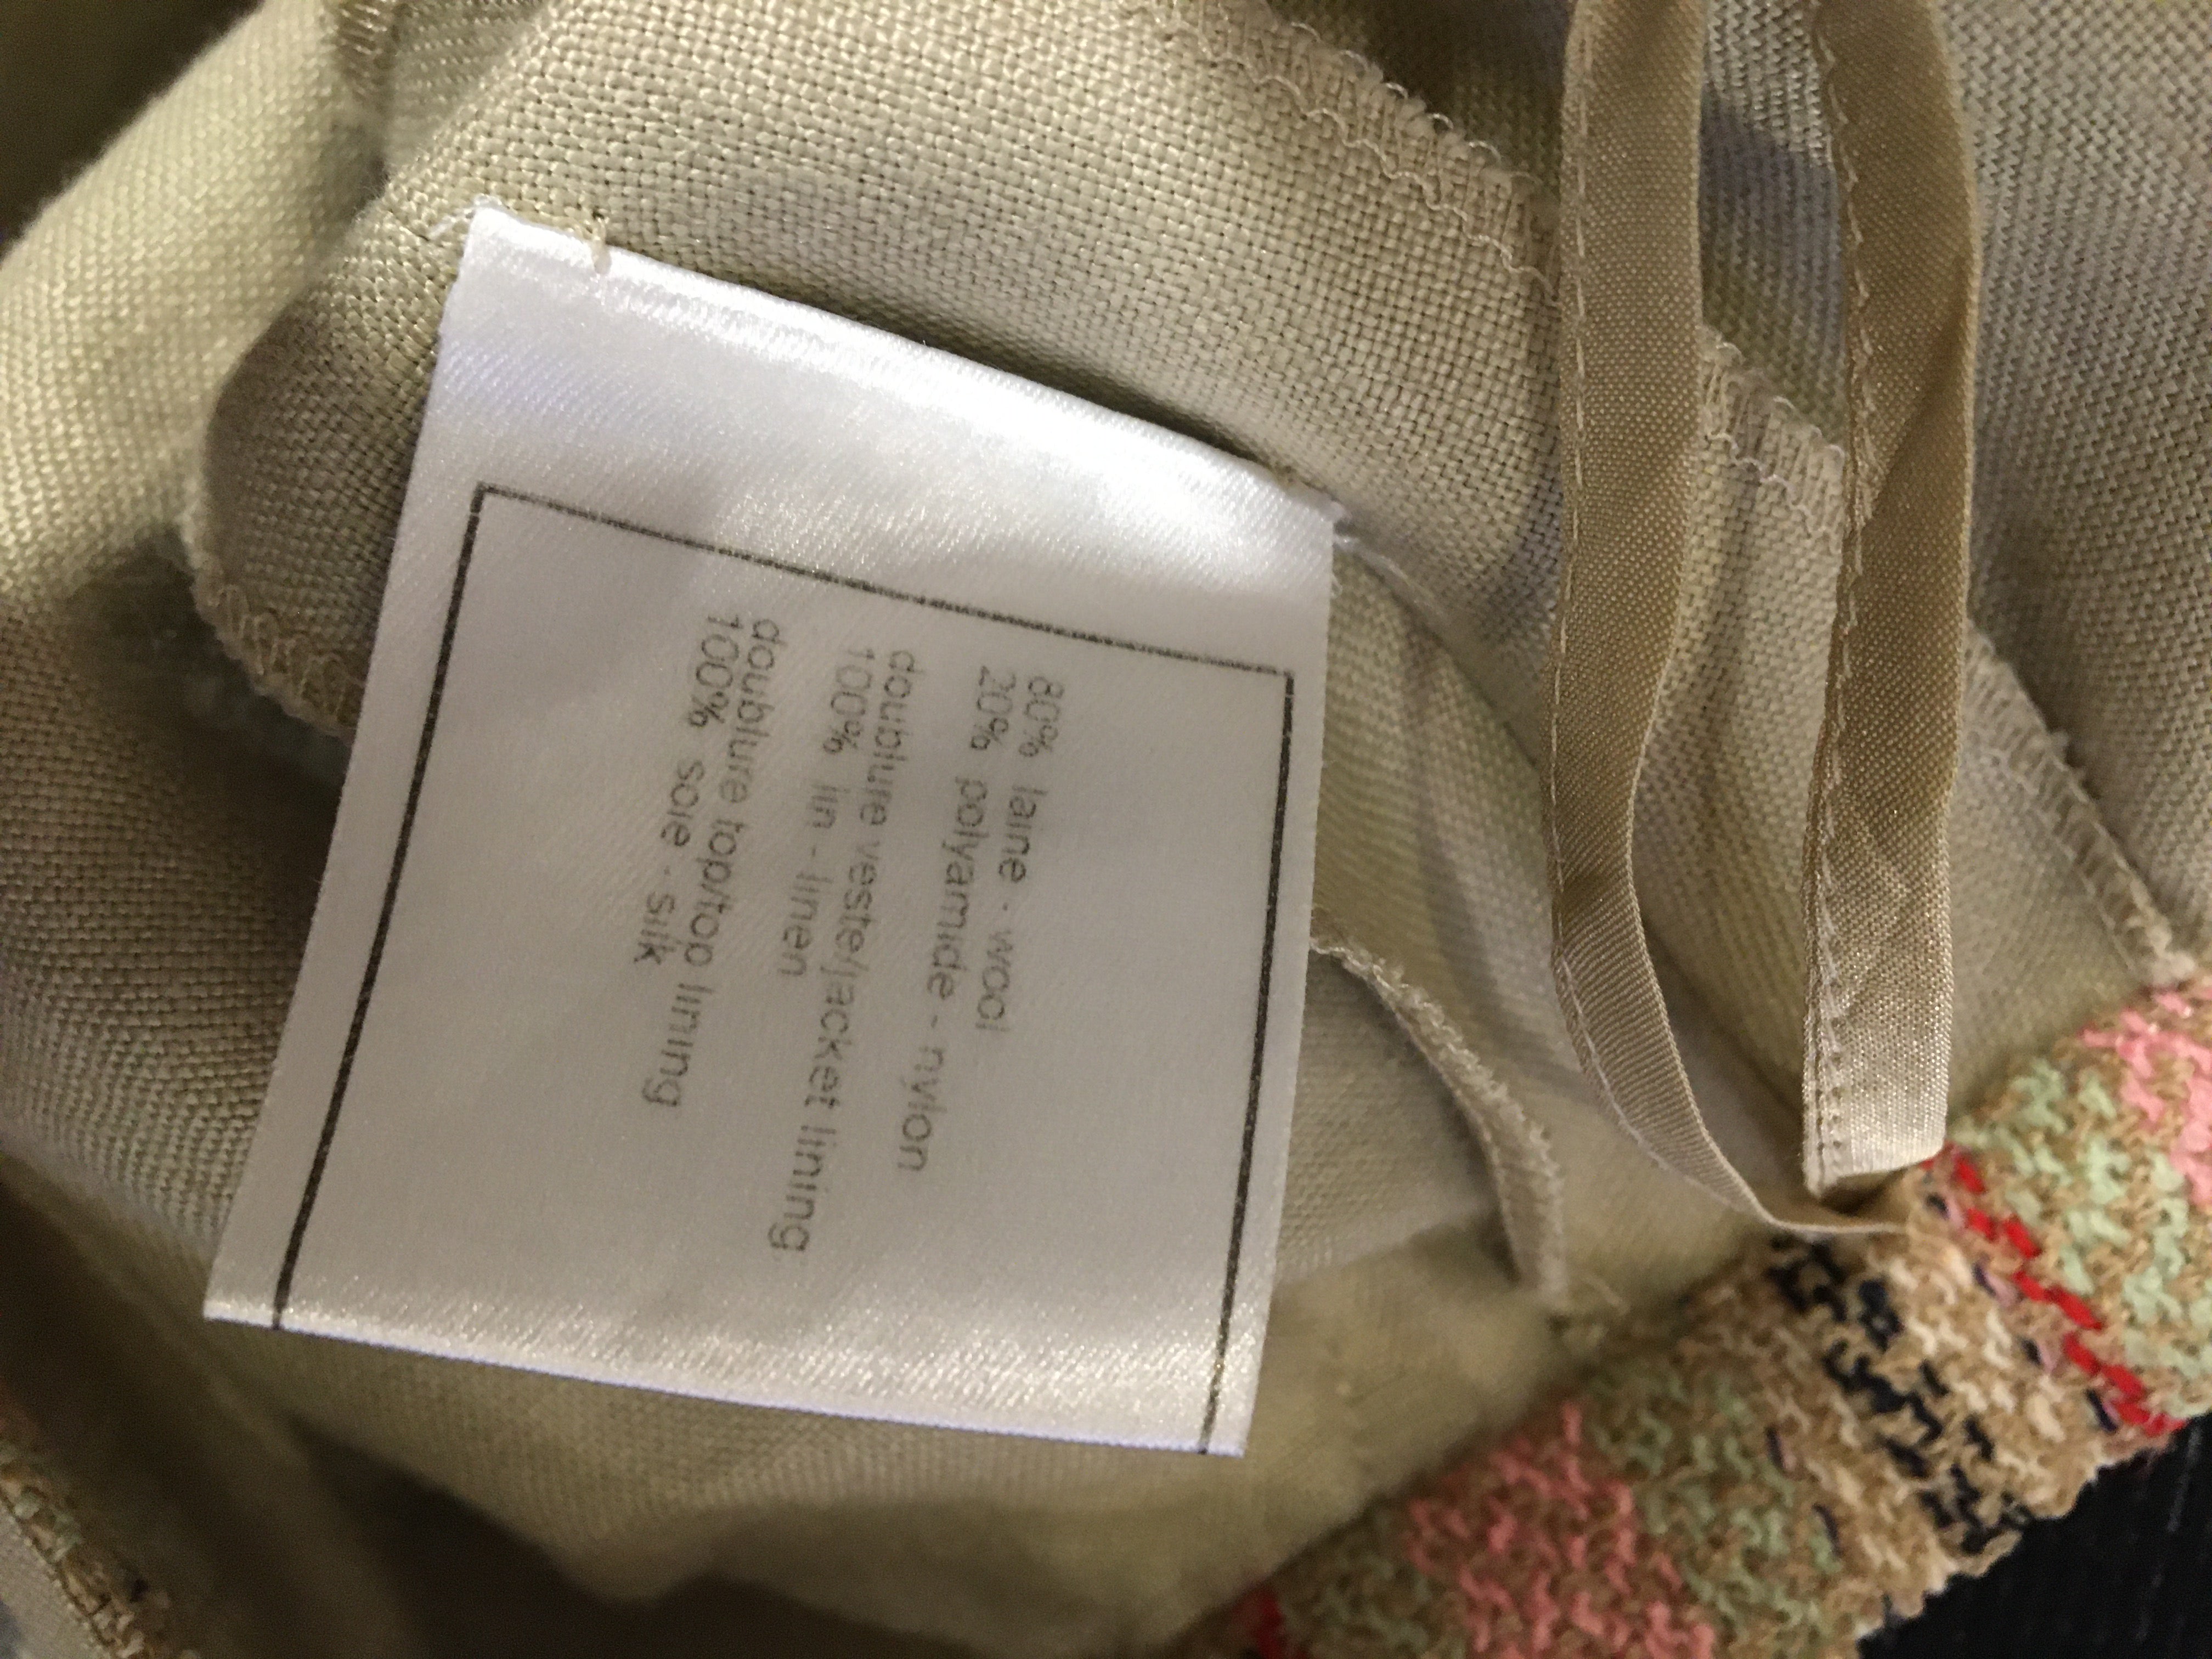 80% laine - wool
20% polyamide - nylon
doublure veste/jacket lining
100% lin - linen
doublure top/top lining
100% soie - silk